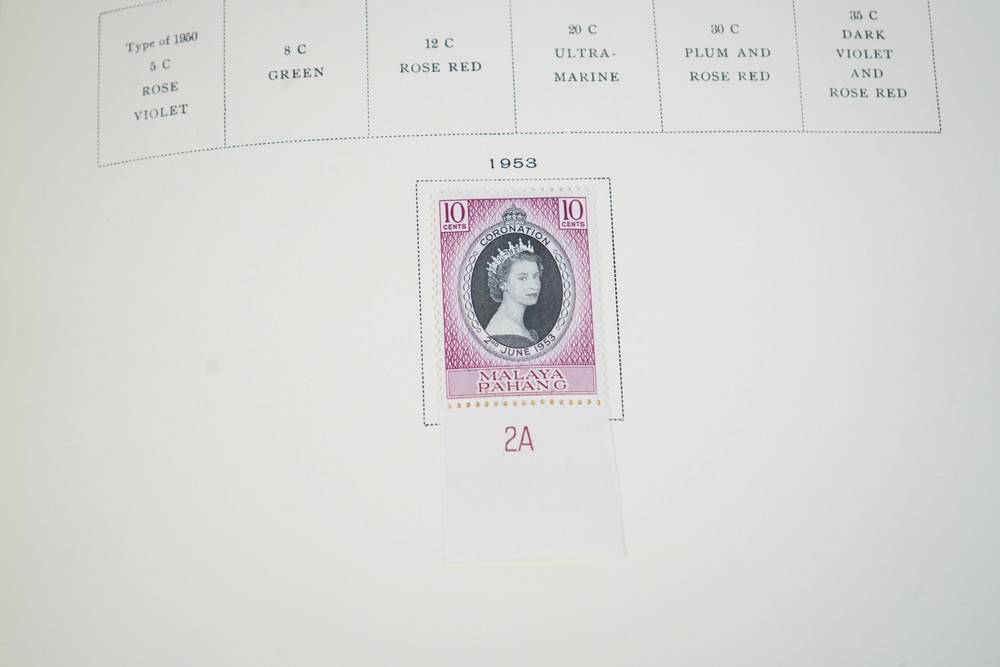 Type of 1950
5 C
ROSE
VIOLET
8 C
GREEN
12 C
ROSE RED
20 C
ULTRA-
MARINE
30 C
PLUM AND
ROSE RED
35 C
DARK
VIOLET
AND
ROSE RED
1953
10 10
CENTS CENTS
CORONATION
2ND JUNE 1953
MALAYA
PAHANG
2A